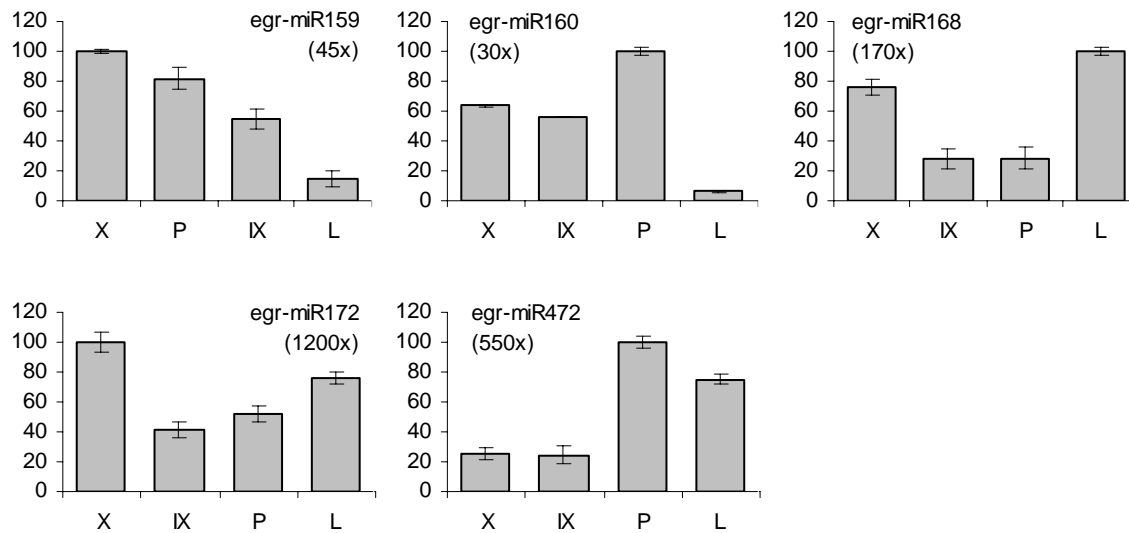 egr-miR159
(45x)
120
100
80
60
40
20
0
X P IX L
egr-miR160
(30x)
120
100
80
60
40
20
0
X IX P L
egr-miR168
(170x)
120
100
80
60
40
20
0
X IX P L
egr-miR172
(1200x)
120
100
80
60
40
20
0
X IX P L
egr-miR472
(550x)
120
100
80
60
40
20
0
X IX P L